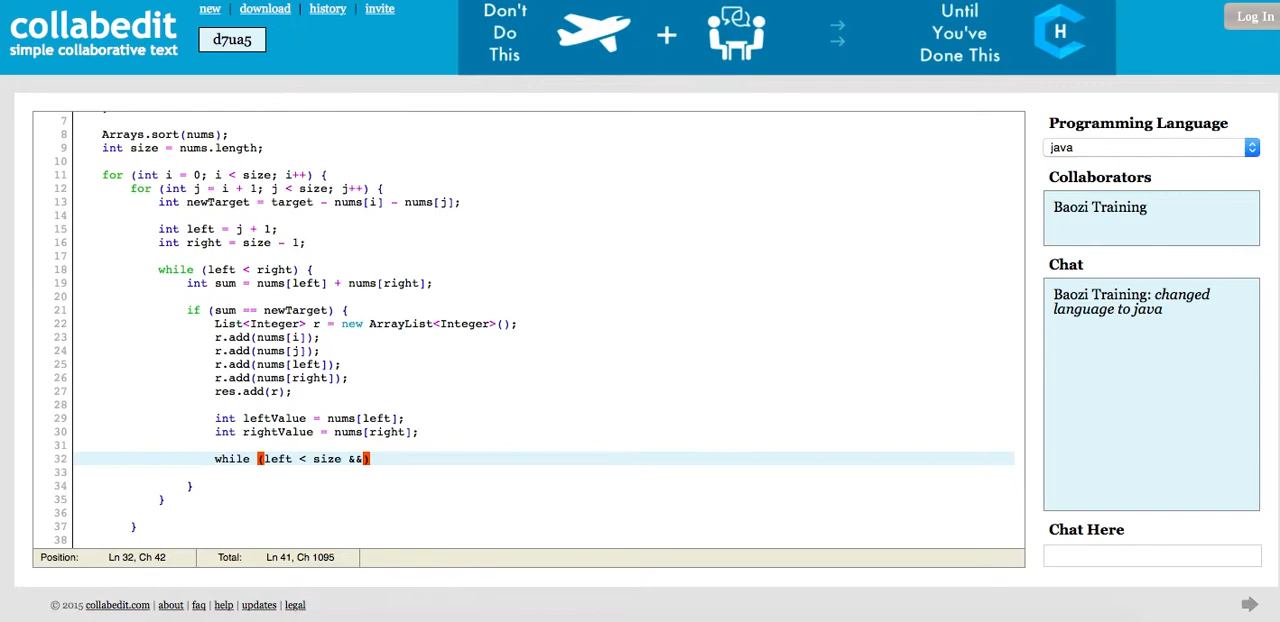 collabedit
simple collaborative text
new | download | history | invite
d7ua5
Don't
Do
This
+
Until
You've
Done This
H
Log In
7
8 Arrays.sort(nums);
9 int size = nums.length;
10
11 for (int i = 0; i < size; i++) {
12 for (int j = i + 1; j < size; j++) {
13 int newTarget = target - nums[i] - nums[j];
14
15 int left = j + 1;
16 int right = size - 1;
17
18 while (left < right) {
19 int sum = nums[left] + nums[right];
20
21 if (sum == newTarget) {
22 List<Integer> r = new ArrayList<Integer>();
23 r.add(nums[i]);
24 r.add(nums[j]);
25 r.add(nums[left]);
26 r.add(nums[right]);
27 res.add(r);
28
29 int leftValue = nums[left];
30 int rightValue = nums[right];
31
32 while (left < size &&)
33
34 }
35 }
36
37 }
38
Position: Ln 32, Ch 42 Total: Ln 41, Ch 1095
Programming Language
java
Collaborators
Baozi Training
Chat
Baozi Training: changed
language to java
Chat Here
© 2015 collabedit.com | about | faq | help | updates | legal